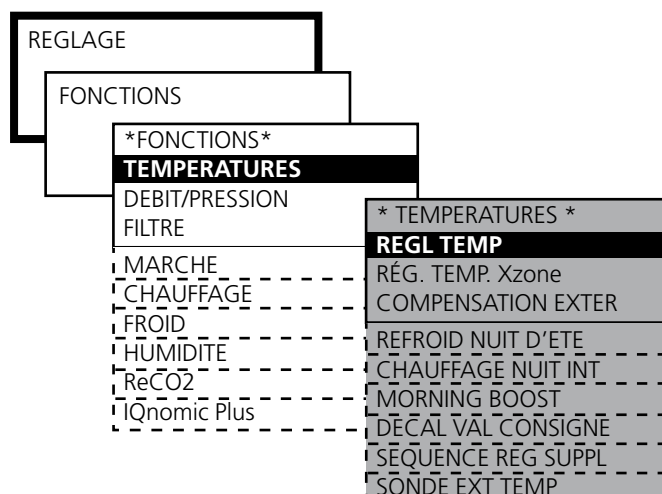 REGLAGE
FONCTIONS
*FONCTIONS*
TEMPERATURES
DEBIT/PRESSION
FILTRE
MARCHE
CHAUFFAGE
FROID
HUMIDITE
ReCO2
IQnomic Plus
* TEMPERATURES *
REGL TEMP
RÉG. TEMP. Xzone
COMPENSATION EXTER
REFROID NUIT D'ETE
CHAUFFAGE NUIT INT
MORNING BOOST
DECAL VAL CONSIGNE
SEQUENCE REG SUPPL
SONDE EXT TEMP